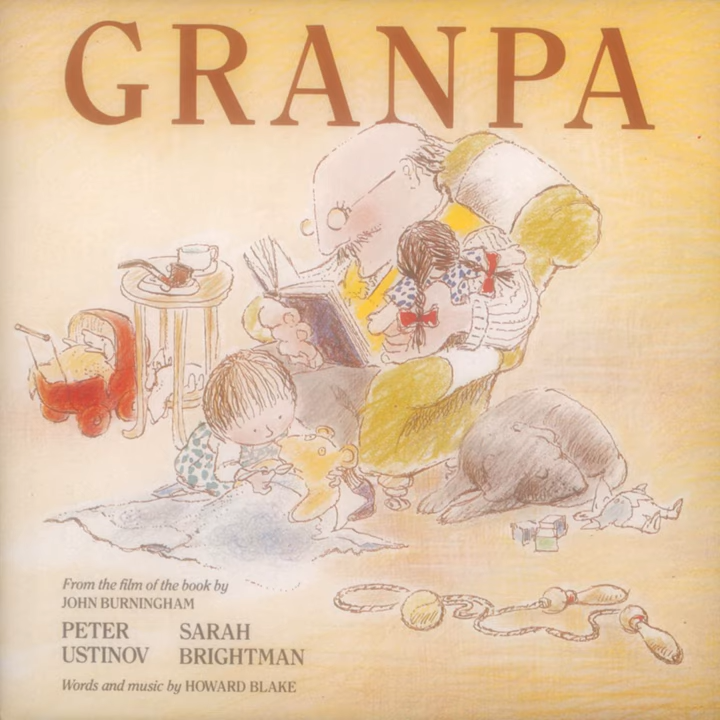 GRANPA
From the film of the book by
JOHN BURNINGHAM
PETER SARAH
USTINOV BRIGHTMAN
Words and music by HOWARD BLAKE